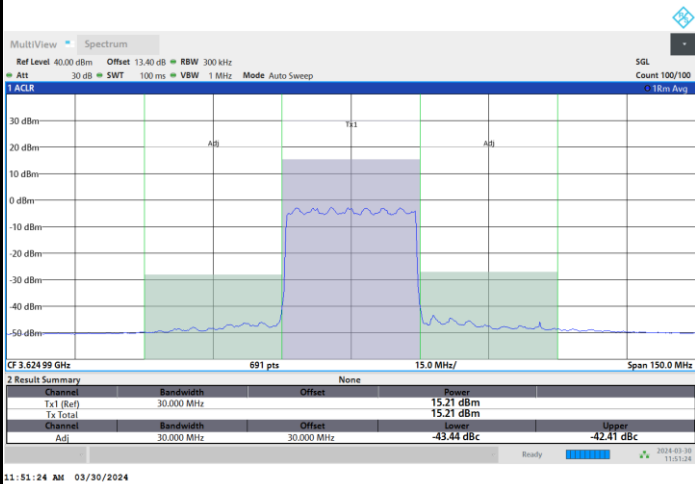 MultiView Spectrum
Ref Level 40.00 dBm Offset 13.40 dB RBW 300 kHz SGL
Att 30 dB SWT 100 ms VBW 1 MHz Mode Auto Sweep Count 100/100
1 ACLR 1Rm Avg
30 dBm
Tx1
20 dBm Adj Adj
10 dBm
0 dBm
-10 dBm
-20 dBm
-30 dBm
-40 dBm
-50 dBm
CF 3.624 99 GHz 691 pts 15.0 MHz/ Span 150.0 MHz
2 Result Summary None
Channel Bandwidth Offset Power
Tx1 (Ref) 30.000 MHz 15.21 dBm
Tx Total 15.21 dBm
Channel Bandwidth Offset Lower Upper
Adj 30.000 MHz 30.000 MHz -43.44 dBc -42.41 dBc
Ready 2024-03-30
11:51:24
11:51:24 AM 03/30/2024